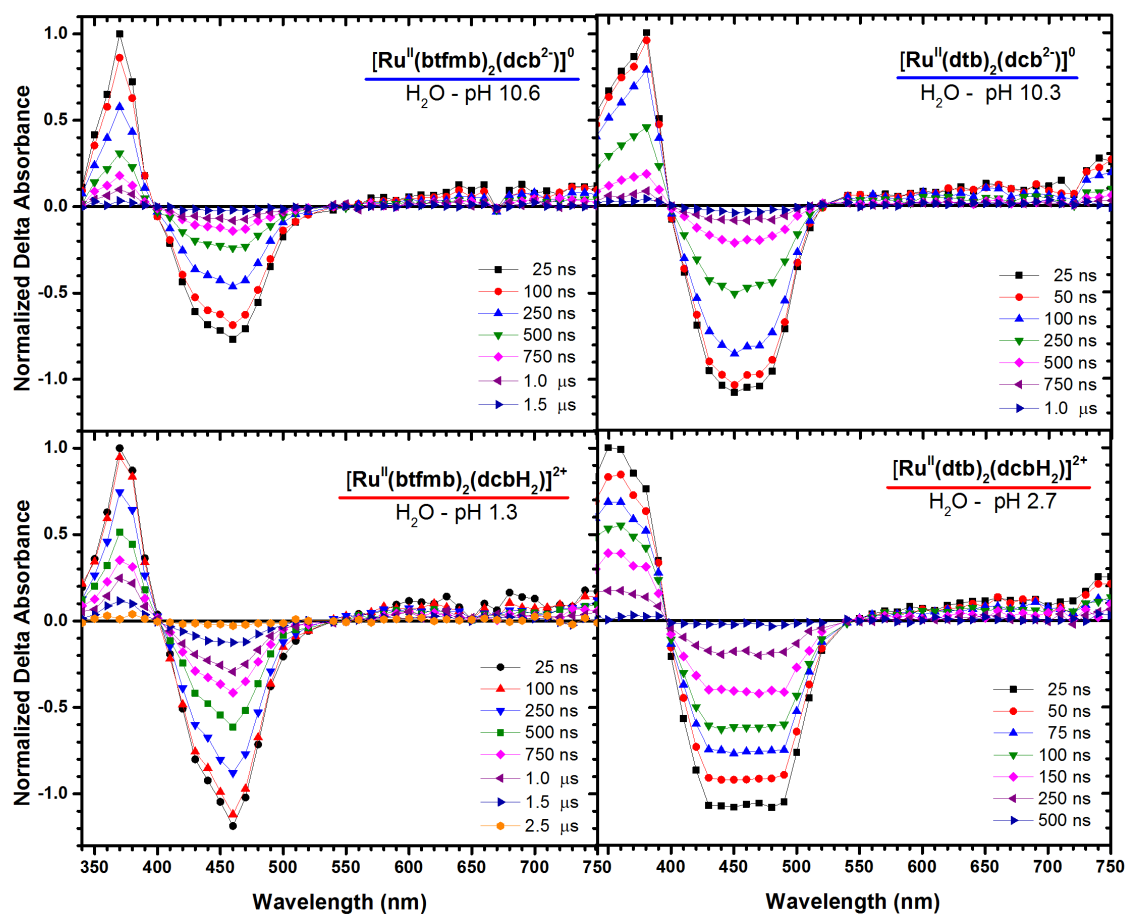 [Ru^II(btfmb)₂(dcb²⁻)]⁰
H₂O - pH 10.6
25 ns
100 ns
250 ns
500 ns
750 ns
1.0 μs
1.5 μs
Normalized Delta Absorbance
1.0
0.5
0.0
-0.5
-1.0
[Ru^II(dtb)₂(dcb²⁻)]⁰
H₂O - pH 10.3
25 ns
50 ns
100 ns
250 ns
500 ns
750 ns
1.0 μs
[Ru^II(btfmb)₂(dcbH₂)]²⁺
H₂O - pH 1.3
25 ns
100 ns
250 ns
500 ns
750 ns
1.0 μs
1.5 μs
2.5 μs
Normalized Delta Absorbance
1.0
0.5
0.0
-0.5
-1.0
350 400 450 500 550 600 650 700 750
Wavelength (nm)
[Ru^II(dtb)₂(dcbH₂)]²⁺
H₂O - pH 2.7
25 ns
50 ns
75 ns
100 ns
150 ns
250 ns
500 ns
400 450 500 550 600 650 700 750
Wavelength (nm)